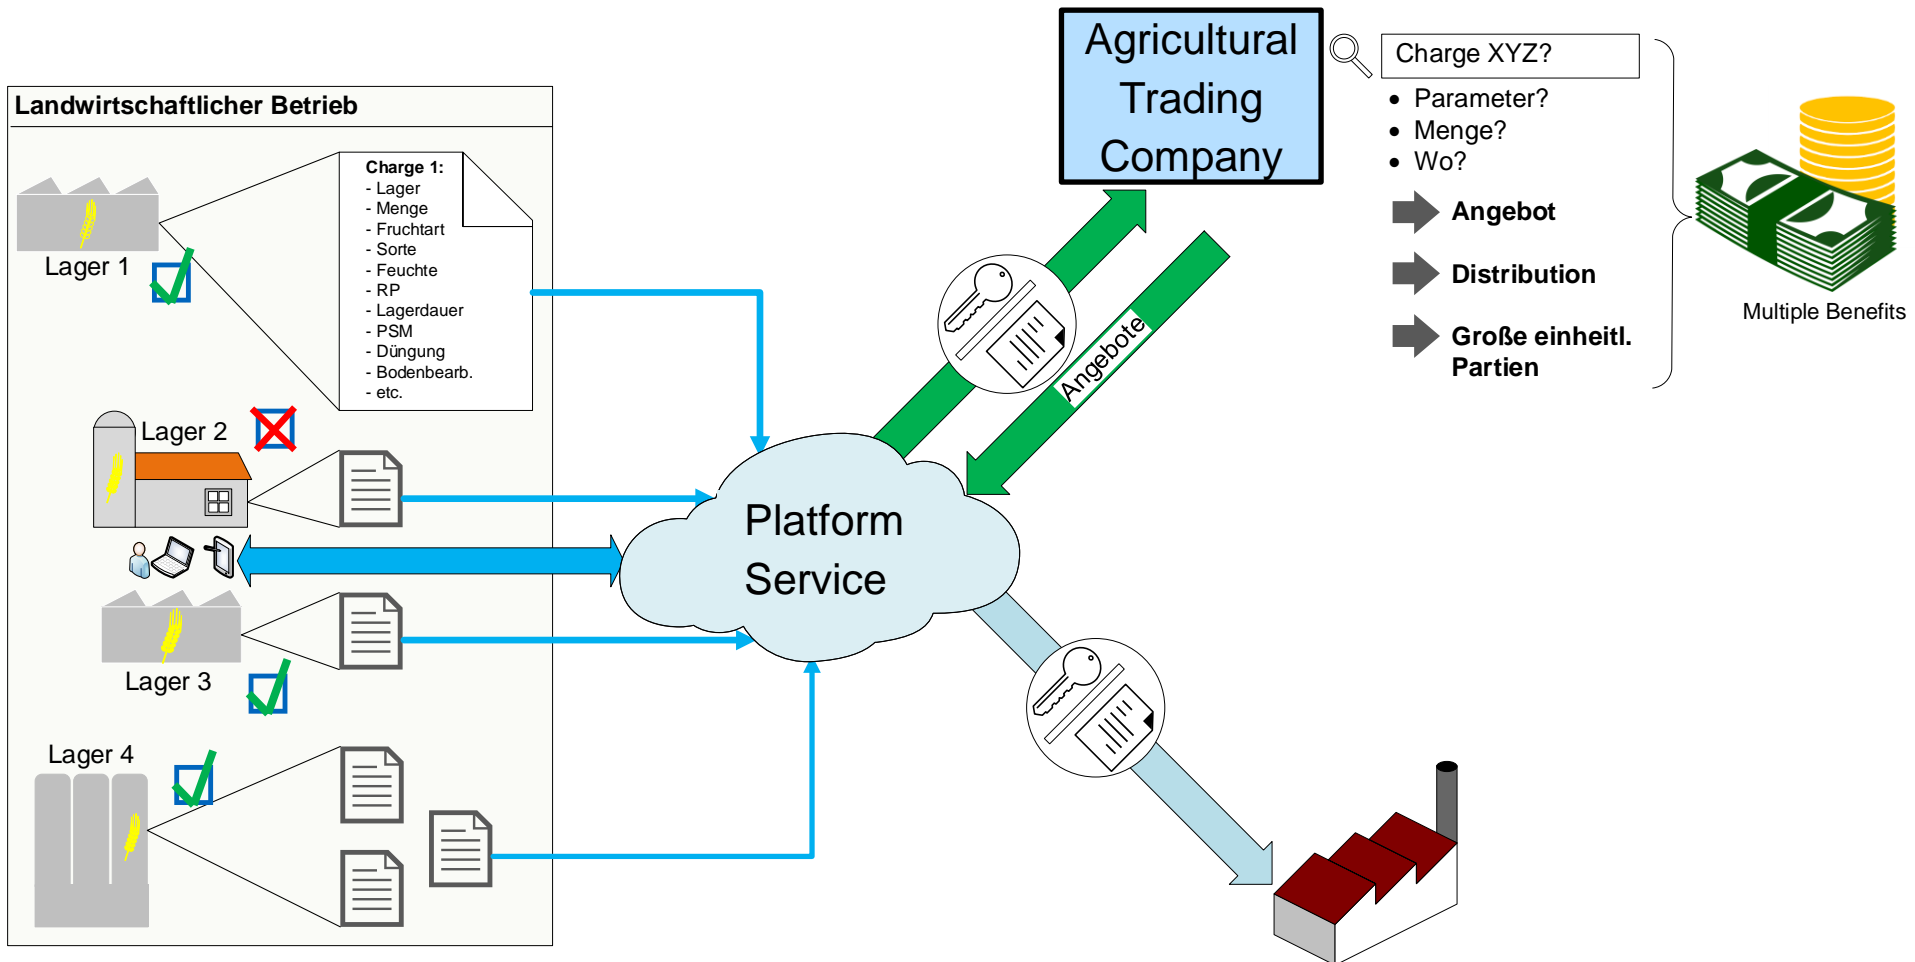 Landwirtschaftlicher Betrieb
Charge 1:
- Lager
- Menge
- Fruchtart
- Sorte
- Feuchte
- RP
- Lagerdauer
- PSM
- Düngung
- Bodenbearb.
- etc.
Lager 1
Lager 2
Lager 3
Lager 4
Platform
Service
Angebote
Agricultural
Trading
Company
Charge XYZ?
• Parameter?
• Menge?
• Wo?
Angebot
Distribution
Große einheitl.
Partien
Multiple Benefits